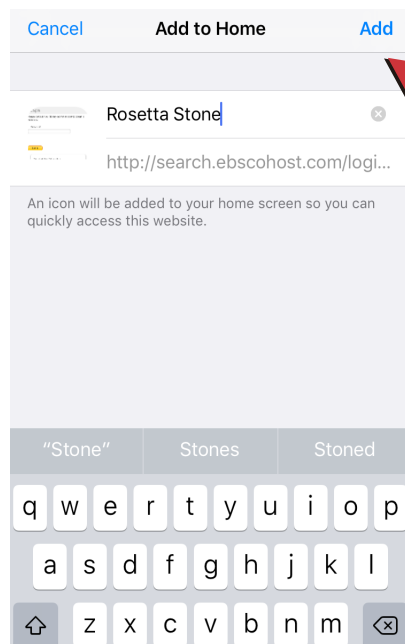 Cancel Add to Home Add
Rosetta Stone
http://search.ebscohost.com/logi...
An icon will be added to your home screen so you can
quickly access this website.
“Stone” Stones Stoned
q w e r t y u i o p
a s d f g h j k l
z x c v b n m